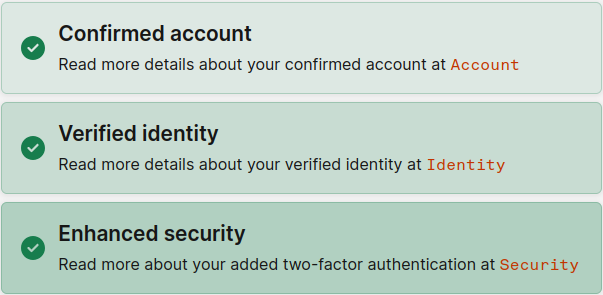 Confirmed account
Read more details about your confirmed account at Account
Verified identity
Read more details about your verified identity at Identity
Enhanced security
Read more about your added two-factor authentication at Security